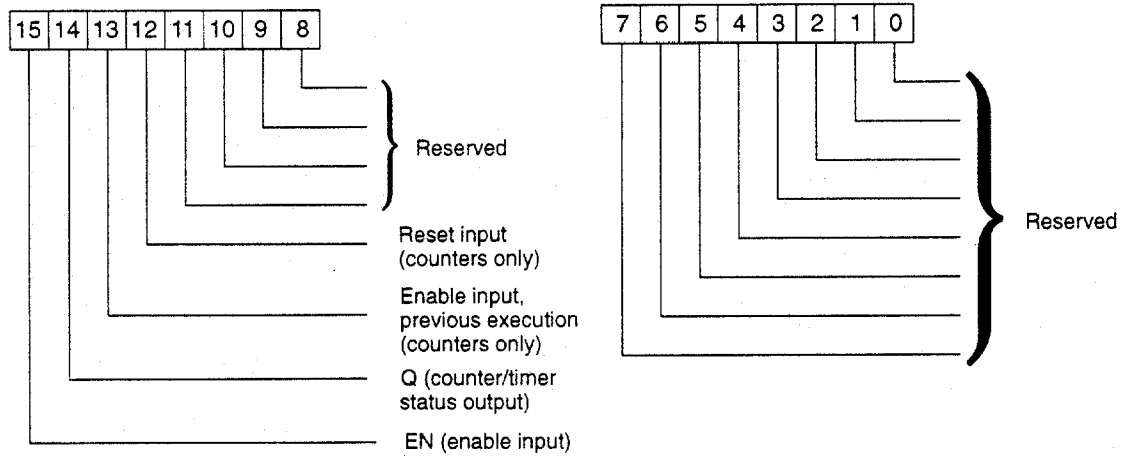 15 14 13 12 11 10 9 8
Reserved
Reset input
(counters only)
Enable input,
previous execution
(counters only)
Q (counter/timer
status output)
EN (enable input)
7 6 5 4 3 2 1 0
Reserved